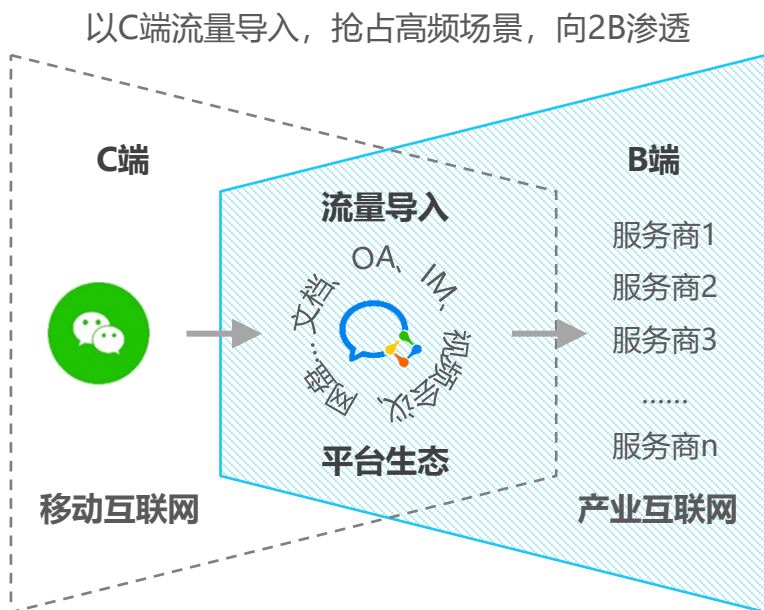 以C端流量导入，抢占高频场景，向2B渗透
C端
B端
流量导入
文档、OA、IM、视频会议、网盘...
平台生态
服务商1
服务商2
服务商3
......
服务商n
移动互联网
产业互联网